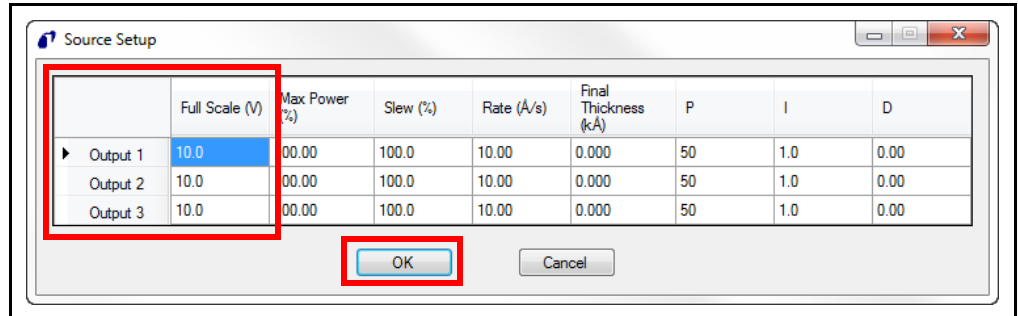 Source Setup
Full Scale (V) Max Power (%) Slew (%) Rate (Å/s) Final Thickness (kÅ) P I D
Output 1 10.0 00.00 100.0 10.00 0.000 50 1.0 0.00
Output 2 10.0 00.00 100.0 10.00 0.000 50 1.0 0.00
Output 3 10.0 00.00 100.0 10.00 0.000 50 1.0 0.00
OK Cancel